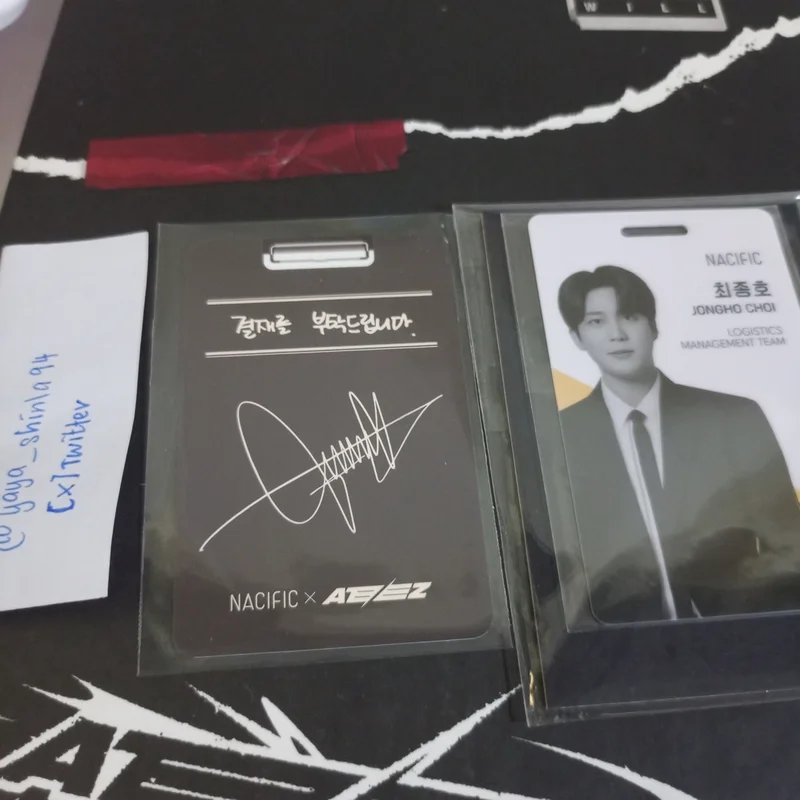 WELL
@yaya_shinla94
[X] Twitter
결재를 부탁드립니다.
NACIFIC × ATEEZ
NACIFIC
최종호
JONGHO CHOI
LOGISTICS
MANAGEMENT TEAM